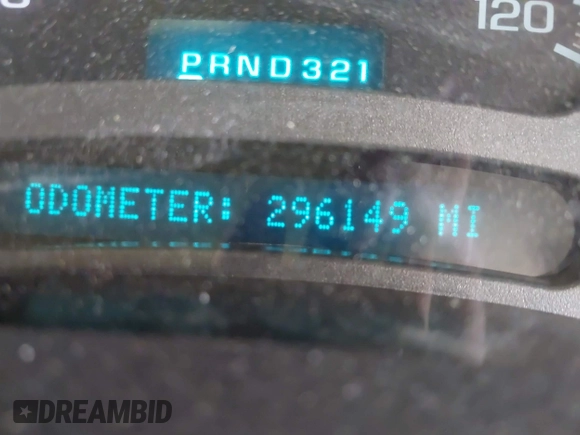 120
PRND321
ODOMETER: 296149 MI
DREAMBID